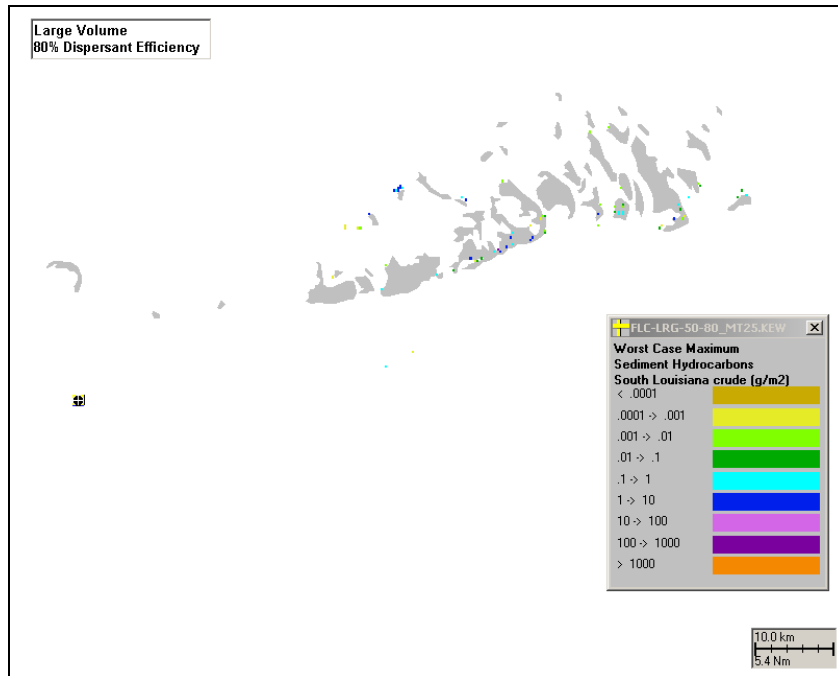 Large Volume
80% Dispersant Efficiency
FLC-LRG-50-80_MT25.KEW
Worst Case Maximum
Sediment Hydrocarbons
South Louisiana crude (g/m2)
< .0001
.0001 -> .001
.001 -> .01
.01 -> .1
.1 -> 1
1 -> 10
10 -> 100
100 -> 1000
> 1000
10.0 km
5.4 Nm